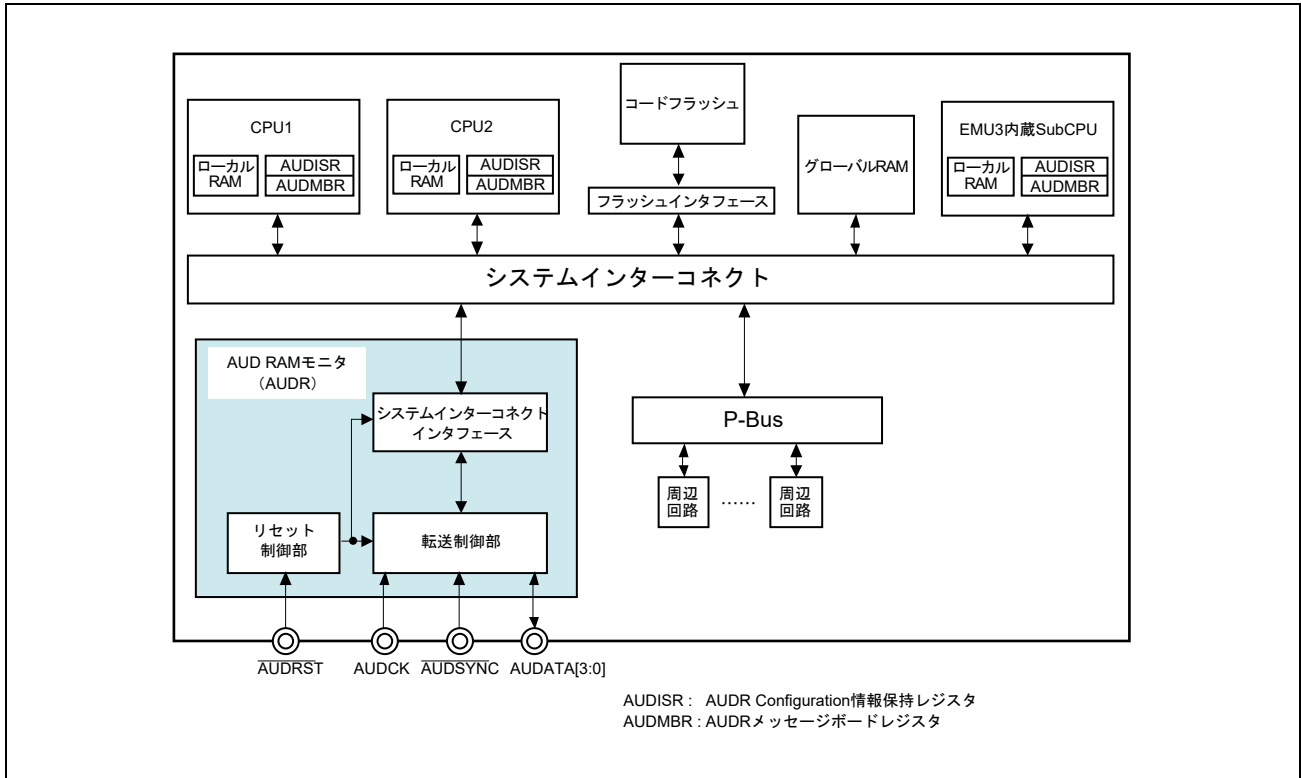 コードフラッシュ
CPU1
ローカル
RAM
AUDISR
AUDMBR
CPU2
ローカル
RAM
AUDISR
AUDMBR
フラッシュインタフェース
グローバルRAM
EMU3内蔵SubCPU
ローカル
RAM
AUDISR
AUDMBR
システムインターコネクト
AUD RAMモニタ
（AUDR）
システムインターコネクト
インタフェース
リセット
制御部
転送制御部
P-Bus
周辺
回路
……
周辺
回路
AUDRST
AUDCK
AUDSYNC
AUDATA[3:0]
AUDISR : AUDR Configuration情報保持レジスタ
AUDMBR : AUDRメッセージボードレジスタ